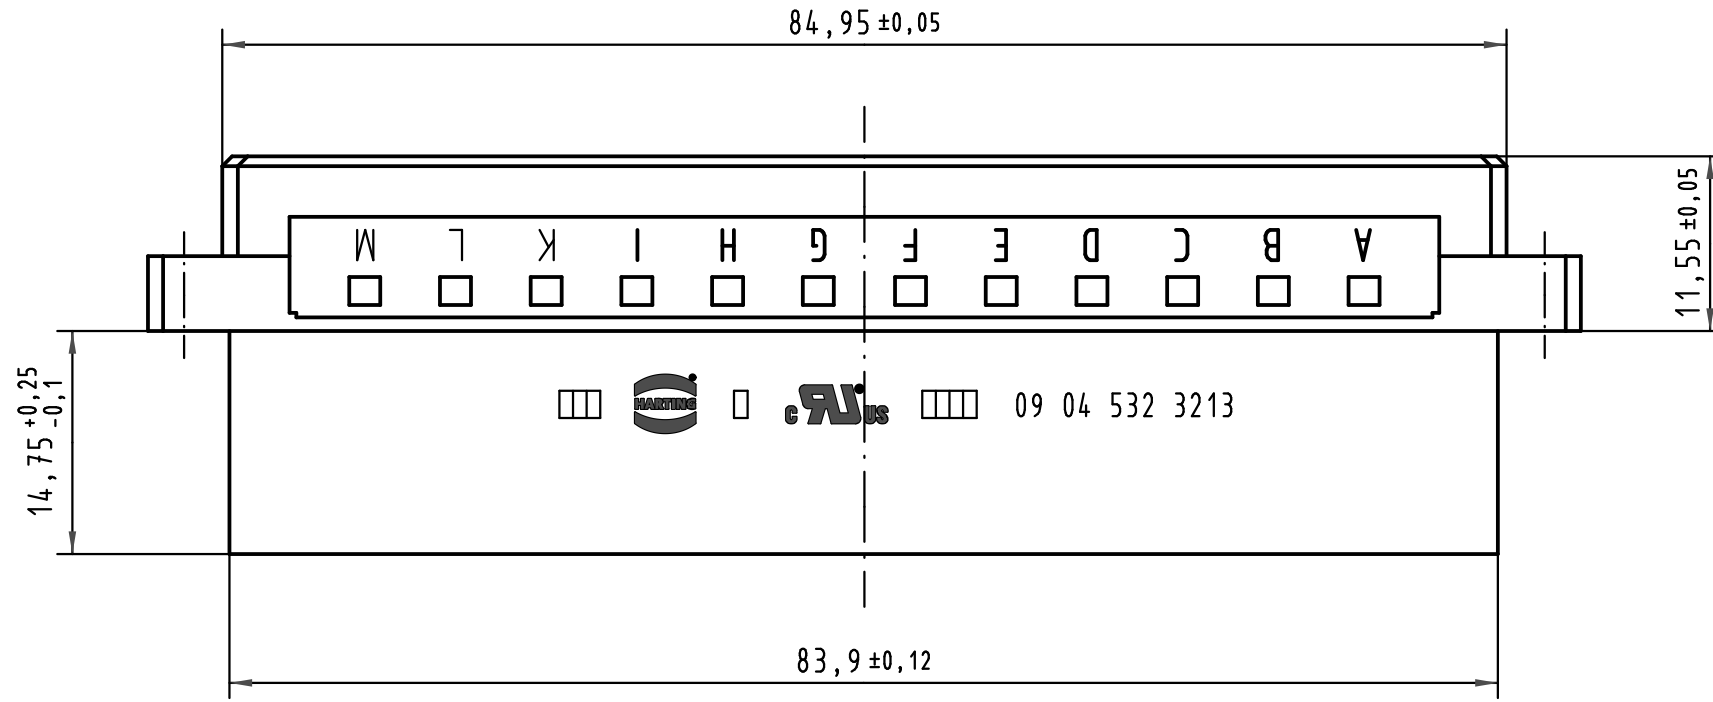 84,95 ±0,05
M L K I H G F E D C B A
11,55 ±0,05
14,75 +0,25 -0,1
HARTING c RU US 09 04 532 3213
83,9 ±0,12